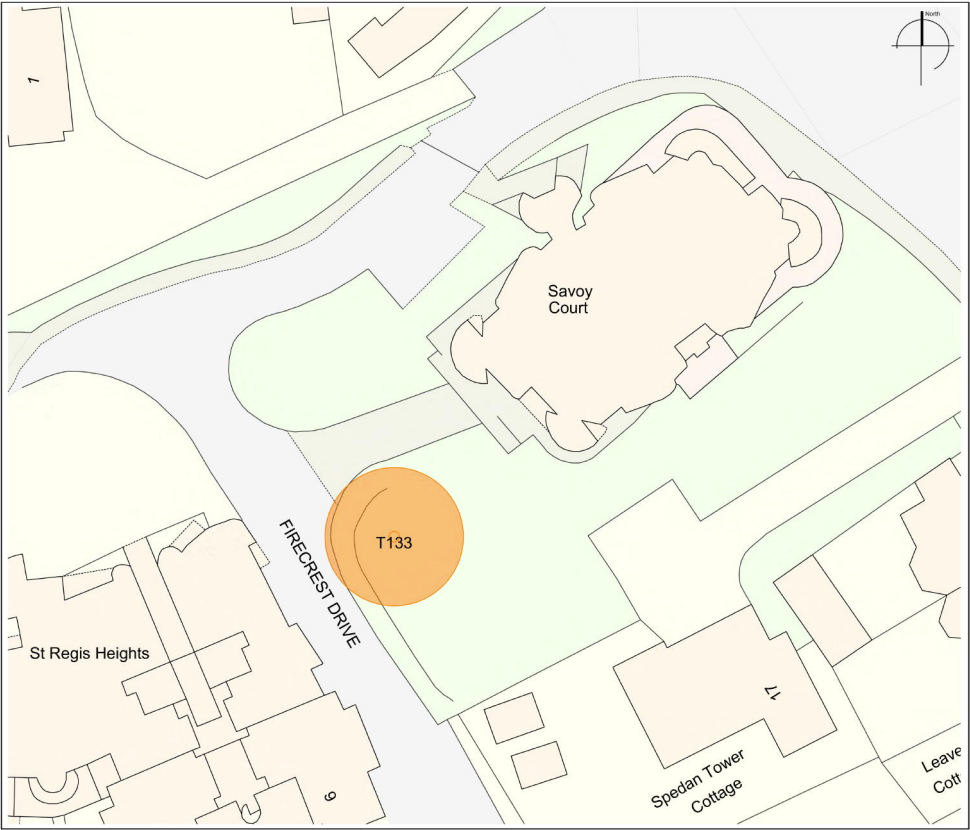 North
1
Savoy
Court
T133
FIRECREST DRIVE
St Regis Heights
17
Spedan Tower
Cottage
Leave
Cott
9